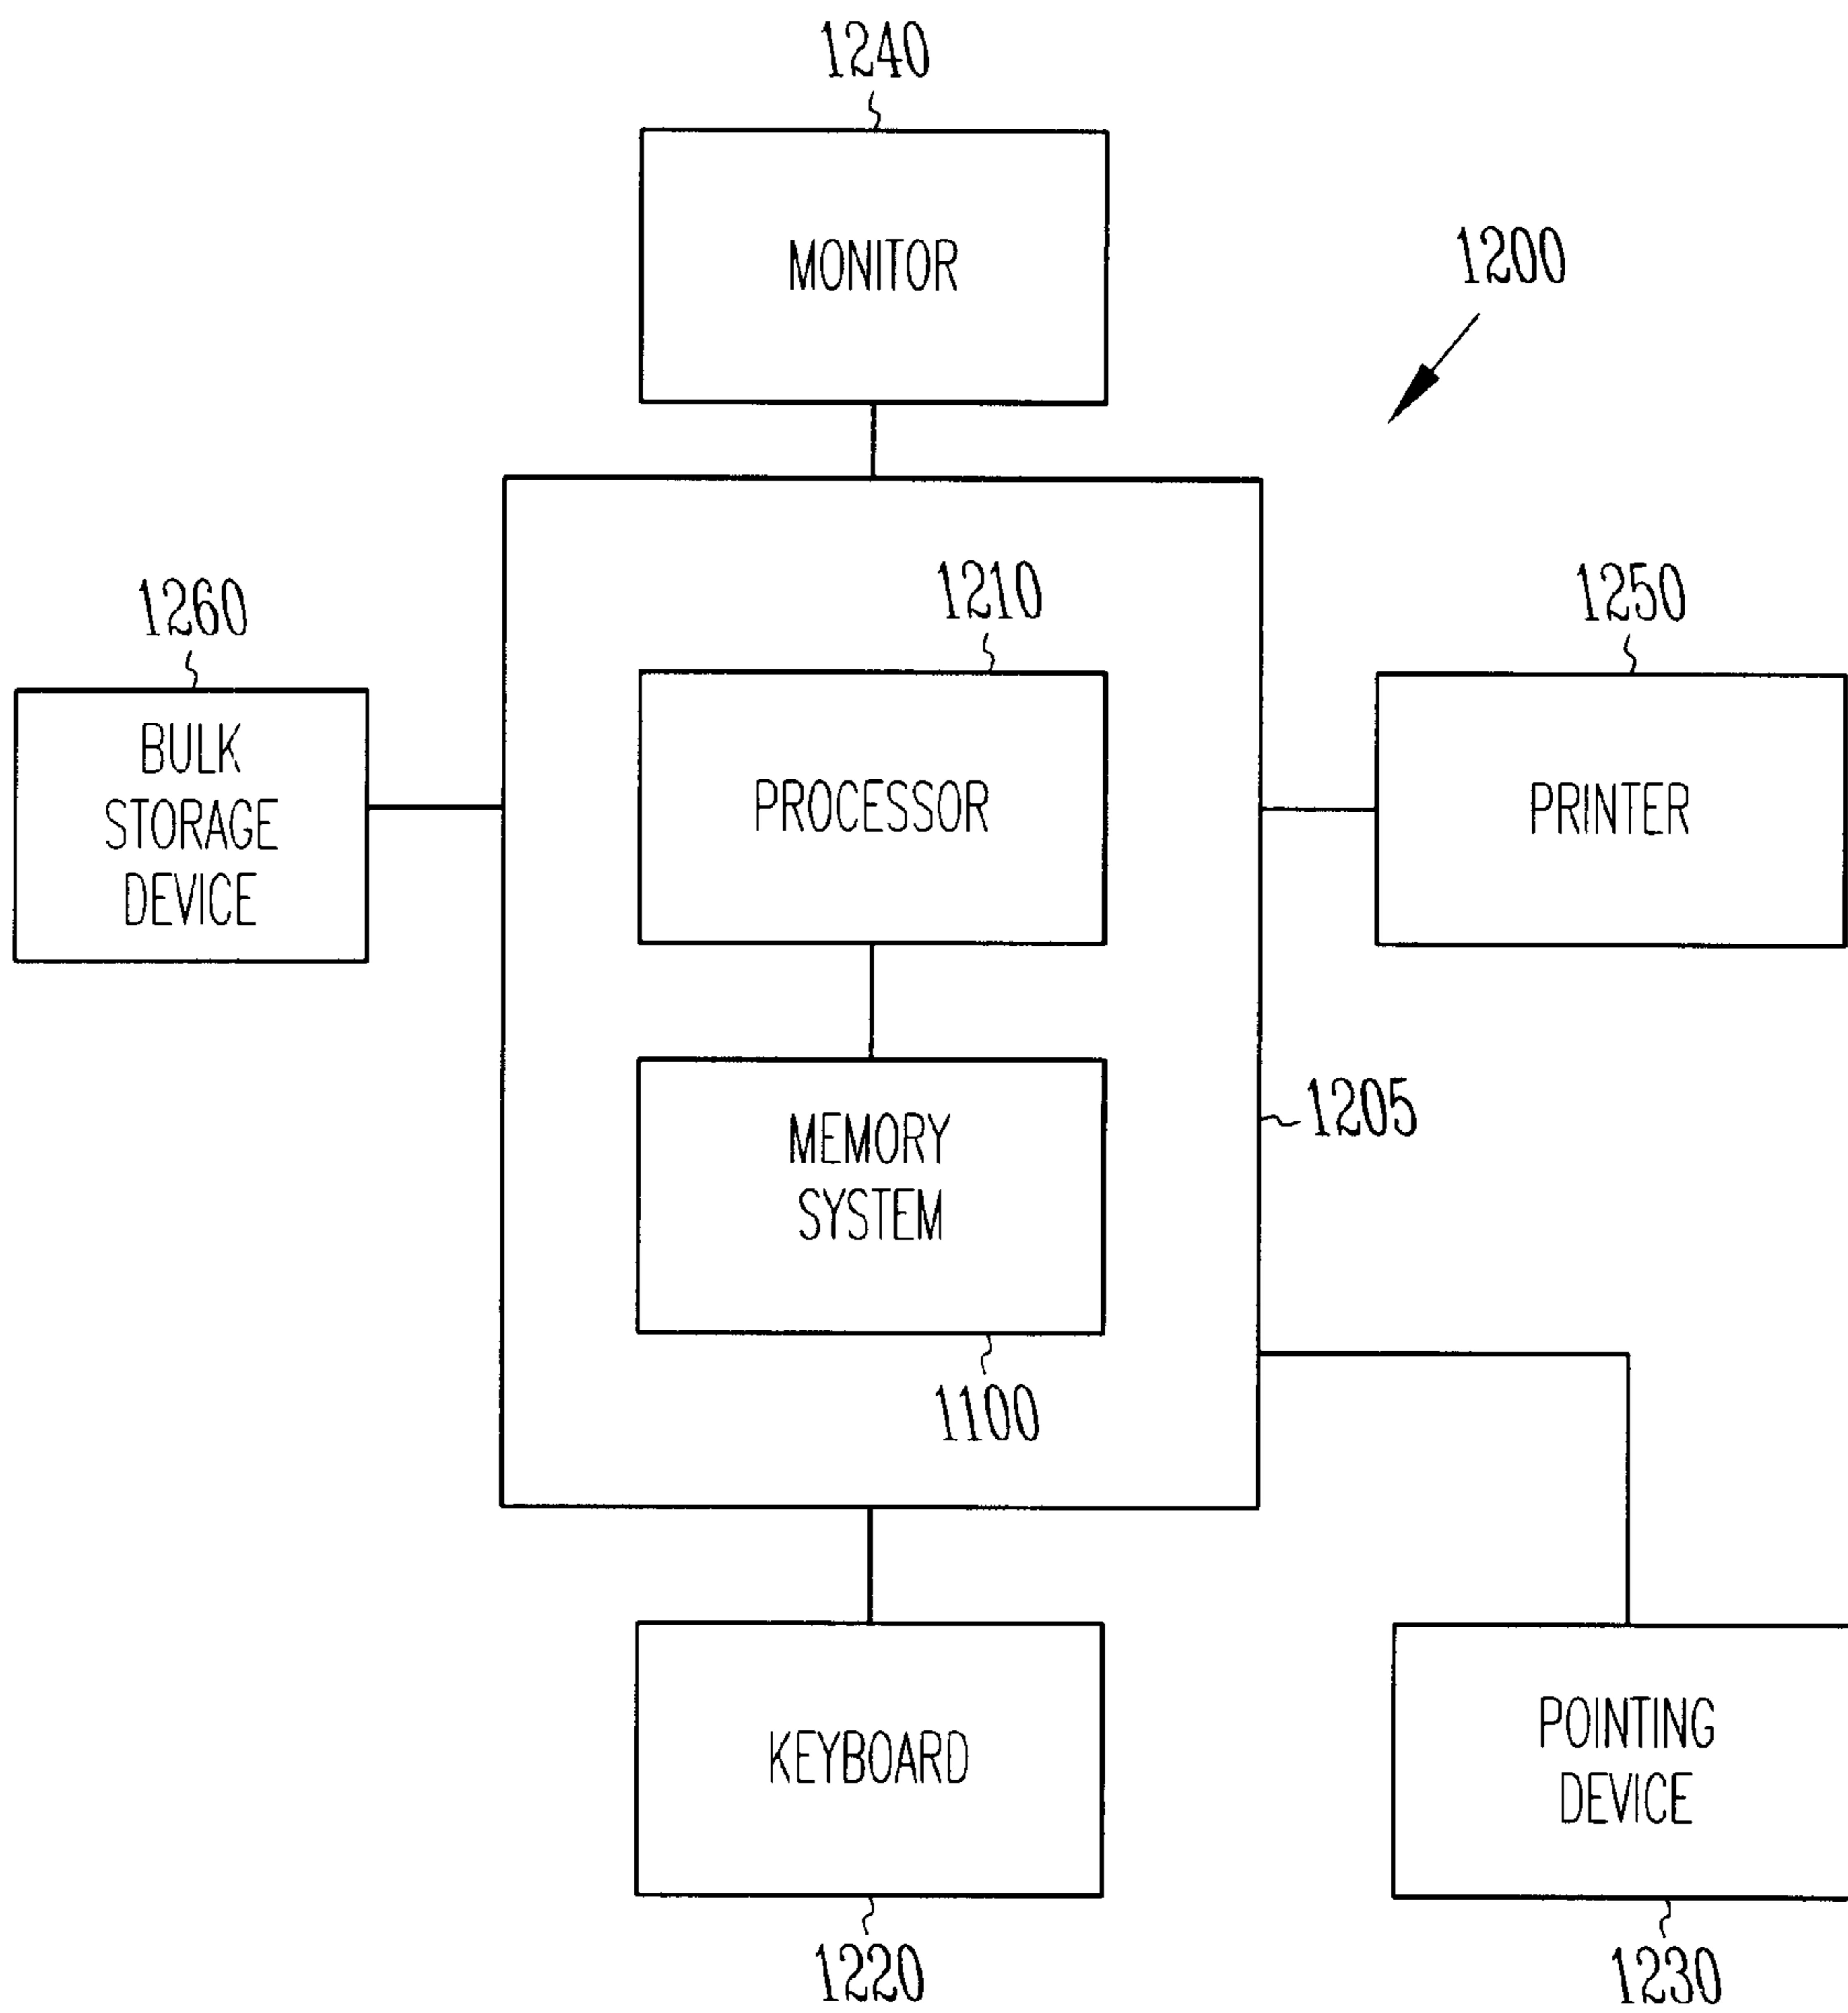 1240
MONITOR
1200
1260
BULK
STORAGE
DEVICE
1210
PROCESSOR
1250
PRINTER
MEMORY
SYSTEM
1205
1100
KEYBOARD
1220
POINTING
DEVICE
1230